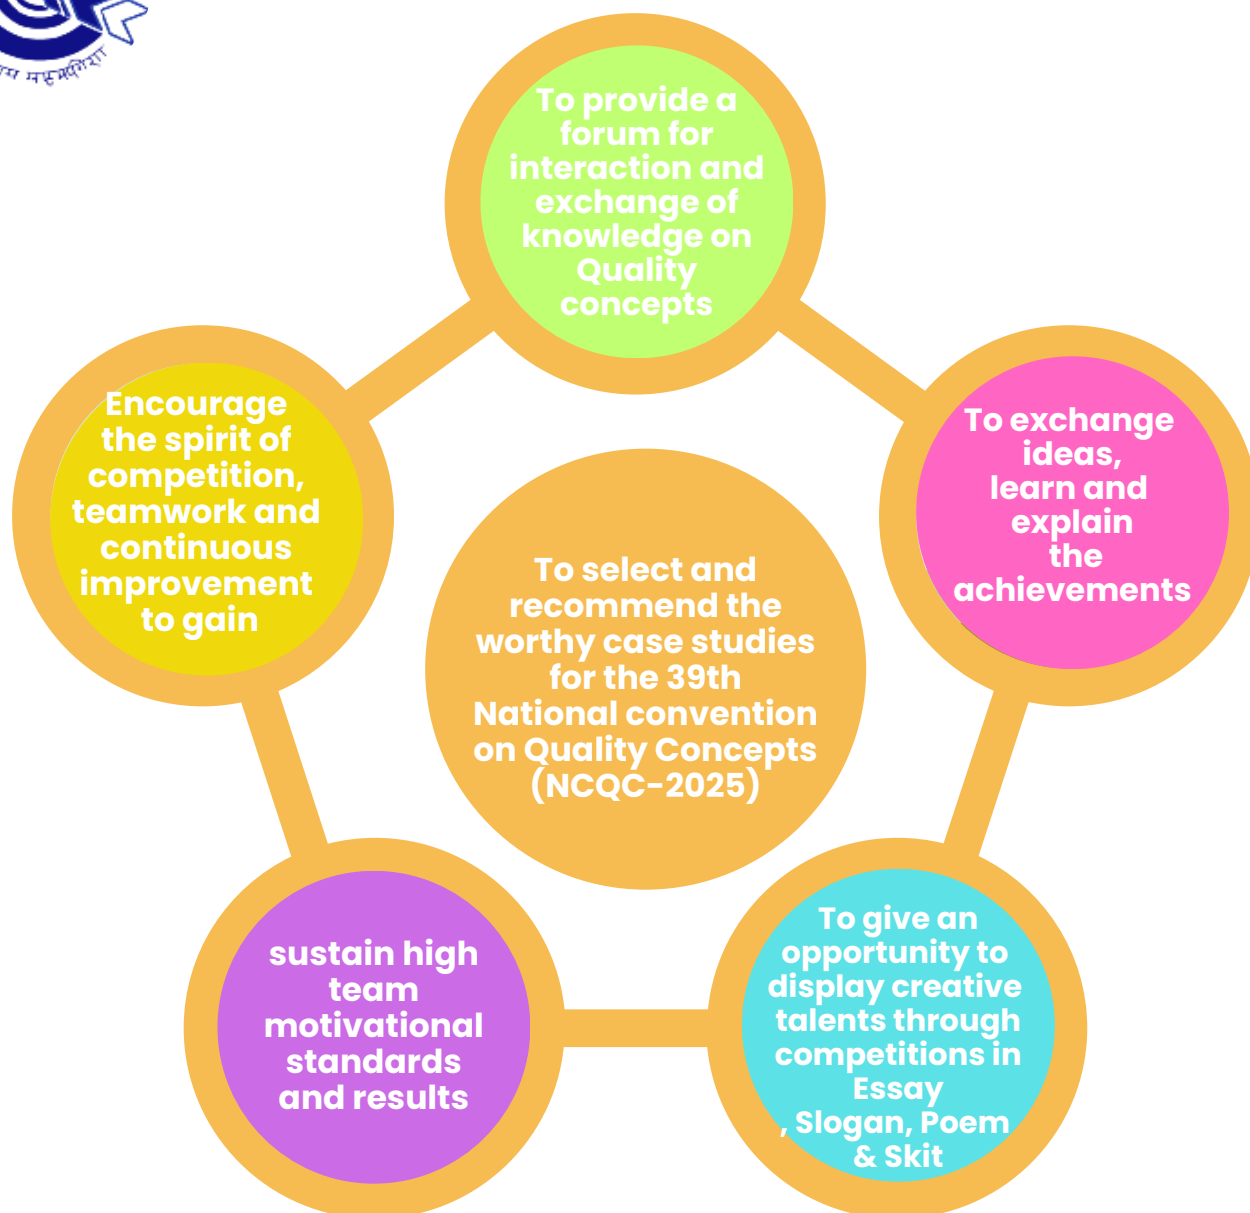 To provide a
forum for
interaction and
exchange of
knowledge on
Quality
concepts
To exchange
ideas,
learn and
explain
the
achievements
Encourage
the spirit of
competition,
teamwork and
continuous
improvement
to gain
To select and
recommend the
worthy case studies
for the 39th
National convention
on Quality Concepts
(NCQC-2025)
sustain high
team
motivational
standards
and results
To give an
opportunity to
display creative
talents through
competitions in
Essay
, Slogan, Poem
& Skit